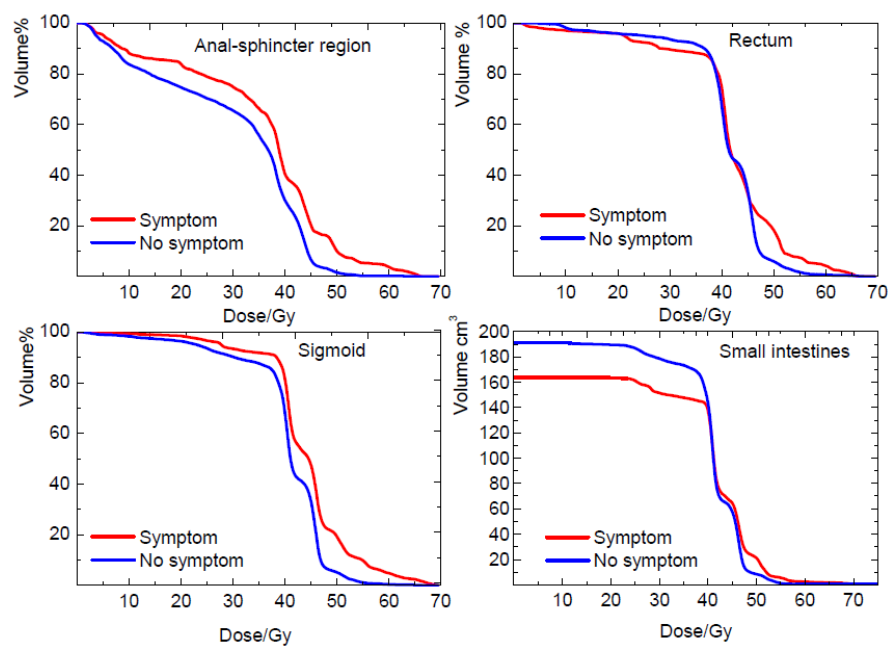 Anal-sphincter region
Volume%
100
80
60
40
20
Symptom
No symptom
10 20 30 40 50 60 70
Dose/Gy
Rectum
Volume %
100
80
60
40
20
Symptom
No symptom
10 20 30 40 50 60 70
Dose/Gy
Sigmoid
Volume%
100
80
60
40
20
Symptom
No symptom
10 20 30 40 50 60 70
Dose/Gy
Small intestines
Volume cm³
200
180
160
140
120
100
80
60
40
20
Symptom
No symptom
10 20 30 40 50 60 70
Dose/Gy